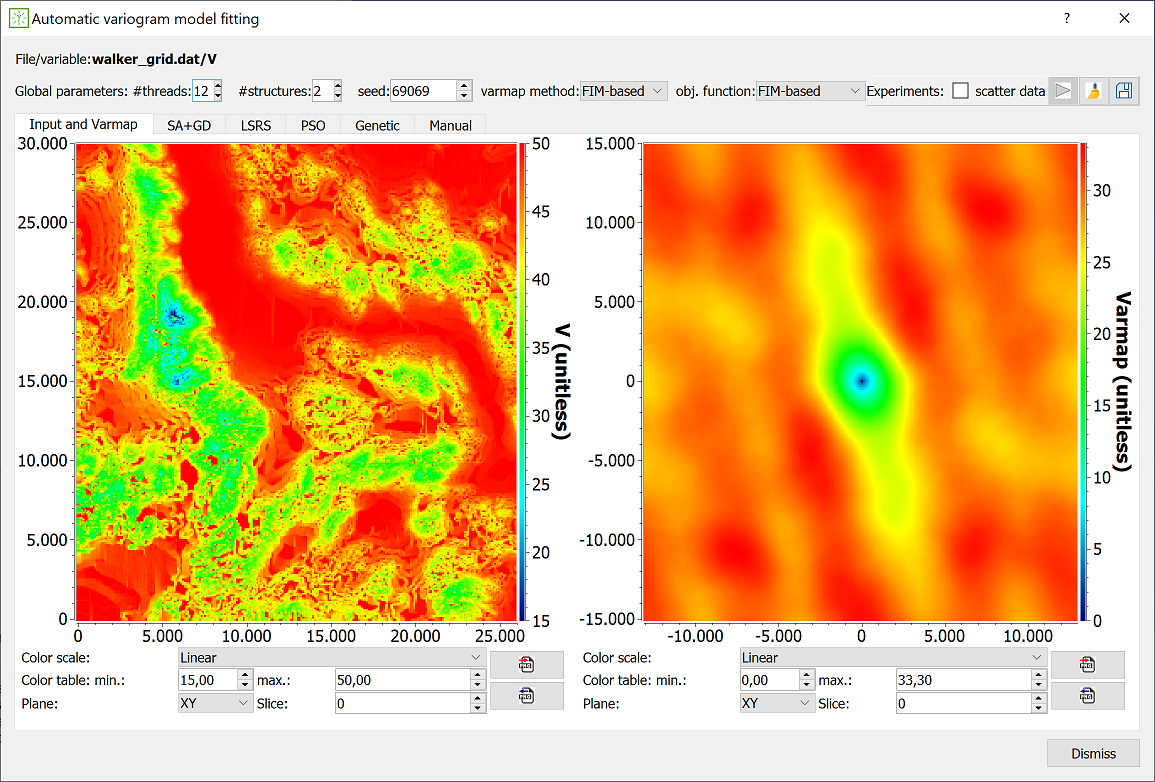 Automatic variogram model fitting
?
File/variable:walker_grid.dat/V
Global parameters: #threads: 12 #structures: 2 seed: 69069 varmap method: FIM-based obj. function: FIM-based Experiments: scatter data
Input and Varmap SA+GD LSRS PSO Genetic Manual
30.000
25.000
20.000
15.000
10.000
5.000
0
0 5.000 10.000 15.000 20.000 25.000
50
45
40
35
30
25
20
15
V (unitless)
15.000
10.000
5.000
0
-5.000
-10.000
-15.000
-10.000 -5.000 0 5.000 10.000
30
25
20
15
10
5
0
Varmap (unitless)
Color scale: Linear
Color table: min.: 15,00 max.: 50,00
Plane: XY Slice: 0
Color scale: Linear
Color table: min.: 0,00 max.: 33,30
Plane: XY Slice: 0
Dismiss